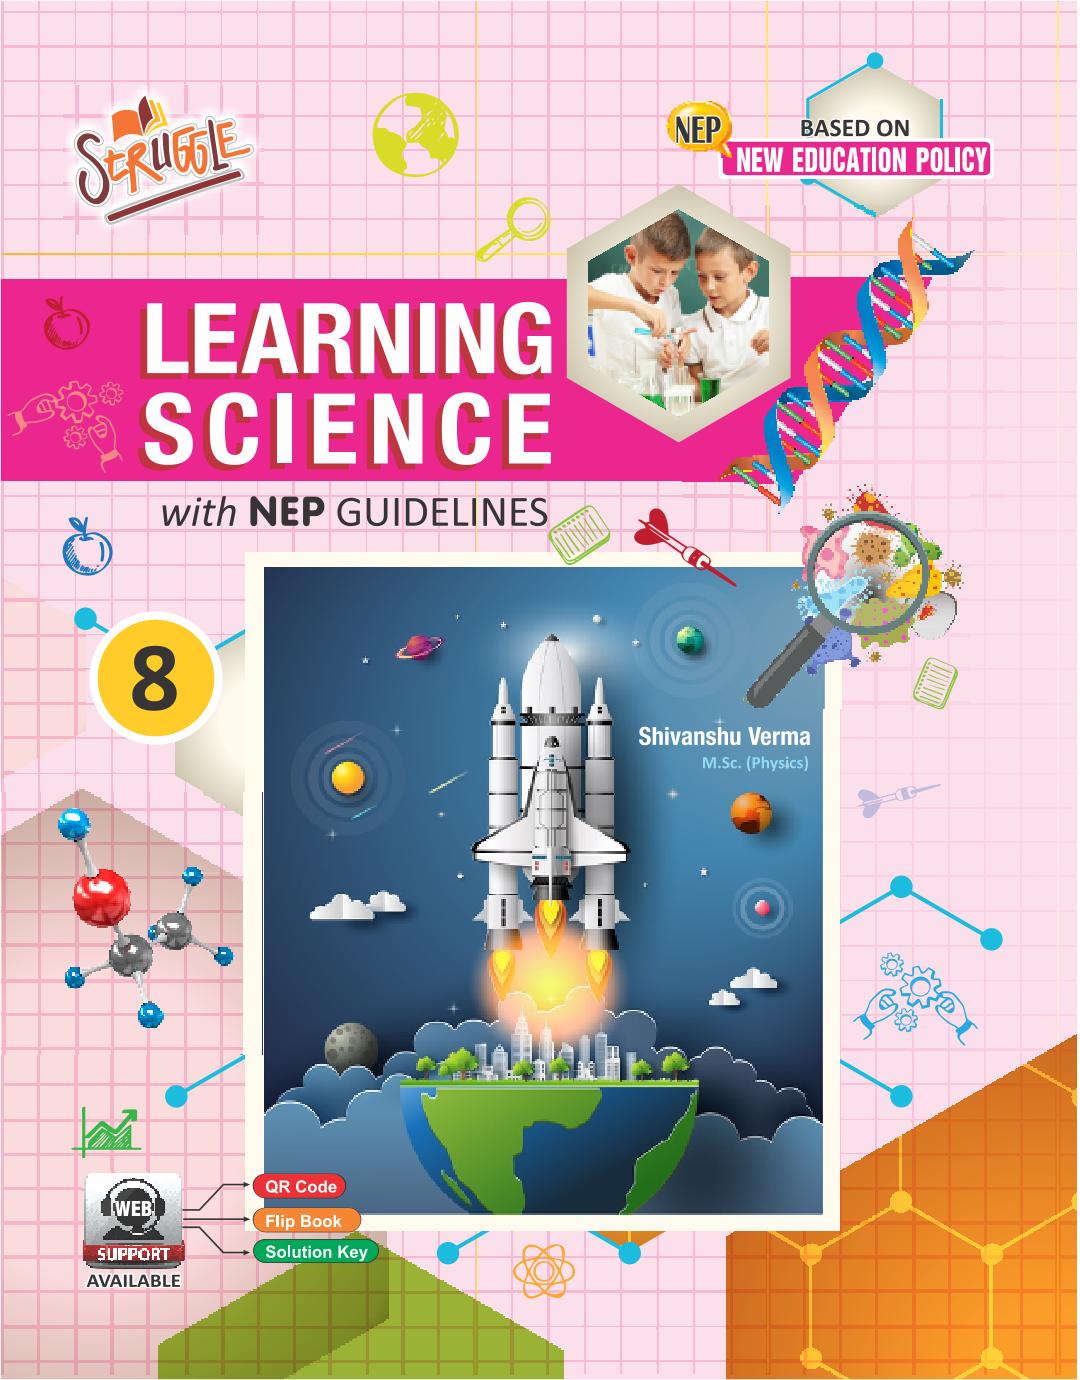 STRUGGLE
NEP
BASED ON
NEW EDUCATION POLICY
LEARNING
SCIENCE
with NEP GUIDELINES
8
Shivanshu Verma
M.Sc. (Physics)
WEB
SUPPORT
AVAILABLE
QR Code
Flip Book
Solution Key